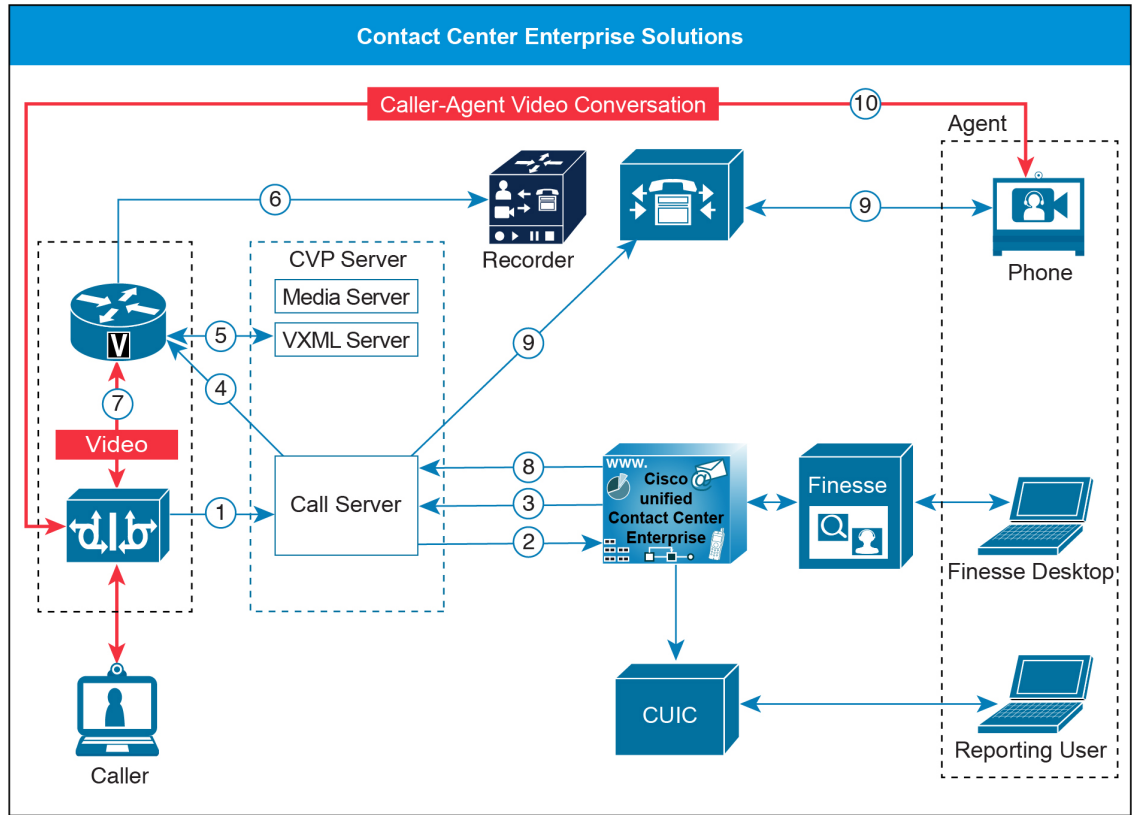 Contact Center Enterprise Solutions
Caller-Agent Video Conversation
10
Agent
6
Recorder
9
Phone
CVP Server
Media Server
VXML Server
V
5
4
9
7
Video
1
Call Server
8
3
2
www.
@
Cisco
unified
Contact Center
Enterprise
Finesse
Finesse Desktop
CUIC
Reporting User
Caller